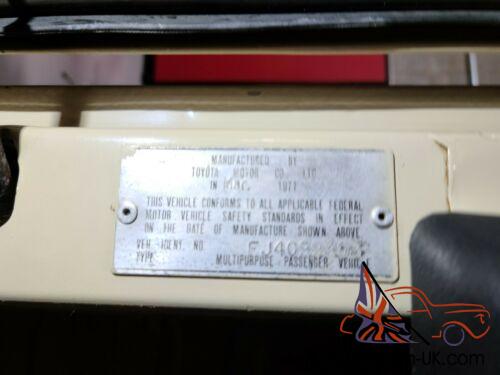 MANUFACTURED BY
TOYOTA MOTOR CO. LTD.
IN 1977
THIS VEHICLE CONFORMS TO ALL APPLICABLE FEDERAL
MOTOR VEHICLE SAFETY STANDARDS IN EFFECT
ON THE DATE OF MANUFACTURE SHOWN ABOVE
VEH. IDENT. NO.
TYPE MULTIPURPOSE PASSENGER VEHICLE